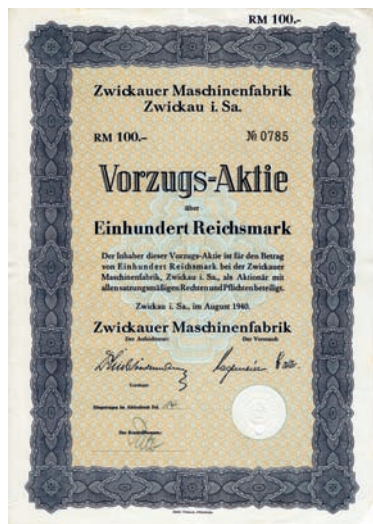 RM 100.-
Zwickauer Maschinenfabrik
Zwickau i. Sa.
RM 100.- № 0785
Vorzugs-Aktie
über
Einhundert Reichsmark
Der Inhaber dieser Vorzugs-Aktie ist für den Betrag
von Einhundert Reichsmark bei der Zwickauer
Maschinenfabrik, Zwickau i. Sa., als Aktionär mit
allen satzungsmäßigen Rechten und Pflichten beteiligt.
Zwickau i. Sa., im August 1940.
Zwickauer Maschinenfabrik
Der Aufsichtsrat: Der Vorstand:
Vorsitzer
Eingetragen im Aktienbuch Fol.
Der Kontrollbeamte: